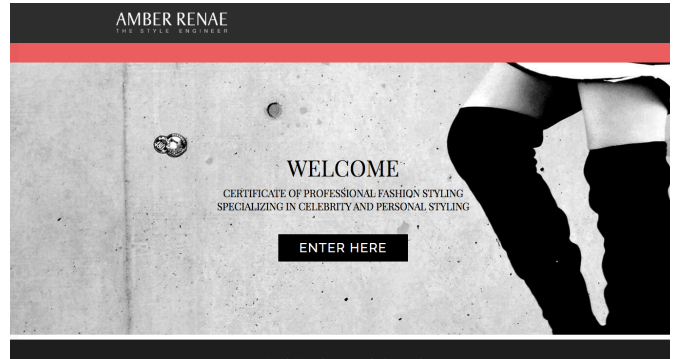 AMBER RENAE
THE STYLE ENGINEER
WELCOME
CERTIFICATE OF PROFESSIONAL FASHION STYLING
SPECIALIZING IN CELEBRITY AND PERSONAL STYLING
ENTER HERE